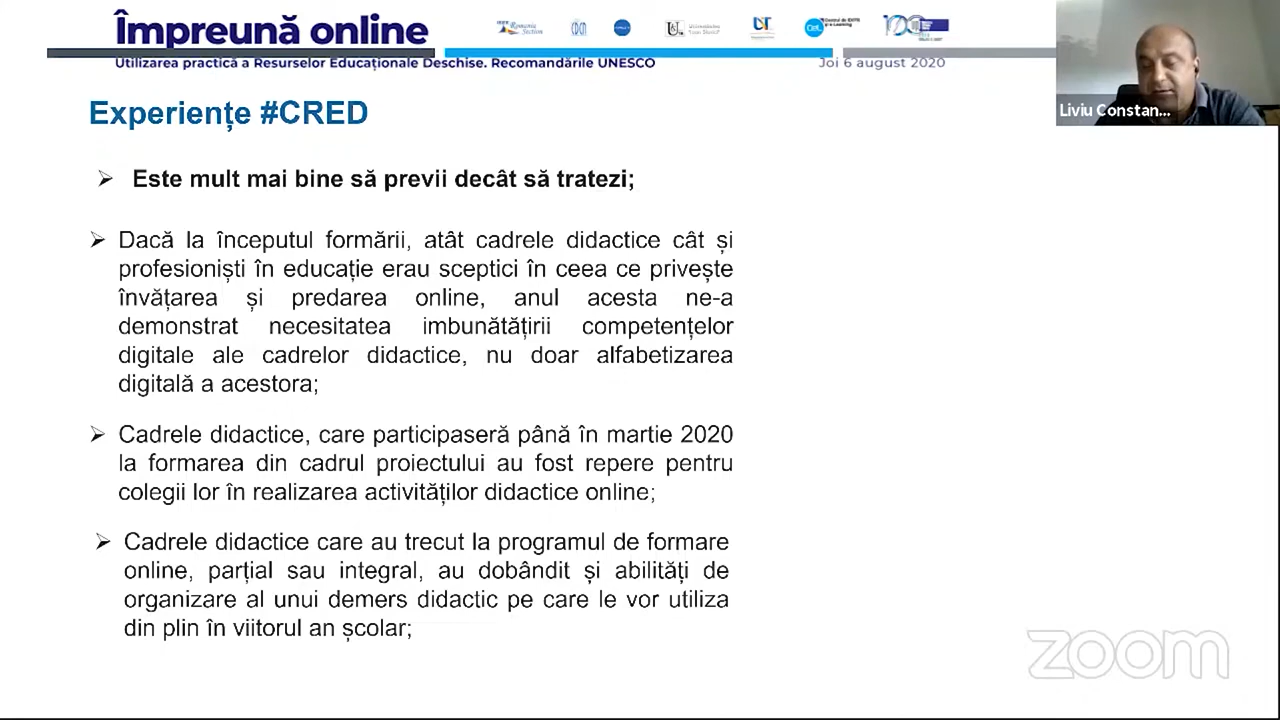 Împreună online
Utilizarea practică a Resurselor Educaționale Deschise. Recomandările UNESCO
Joi 6 august 2020
Liviu Constan...
Experiențe #CRED
Este mult mai bine să previi decât să tratezi;
Dacă la începutul formării, atât cadrele didactice cât și
profesioniști în educație erau sceptici în ceea ce privește
învățarea și predarea online, anul acesta ne-a
demonstrat necesitatea imbunătățirii competențelor
digitale ale cadrelor didactice, nu doar alfabetizarea
digitală a acestora;
Cadrele didactice, care participaseră până în martie 2020
la formarea din cadrul proiectului au fost repere pentru
colegii lor în realizarea activităților didactice online;
Cadrele didactice care au trecut la programul de formare
online, parțial sau integral, au dobândit și abilități de
organizare al unui demers didactic pe care le vor utiliza
din plin în viitorul an școlar;
zoom